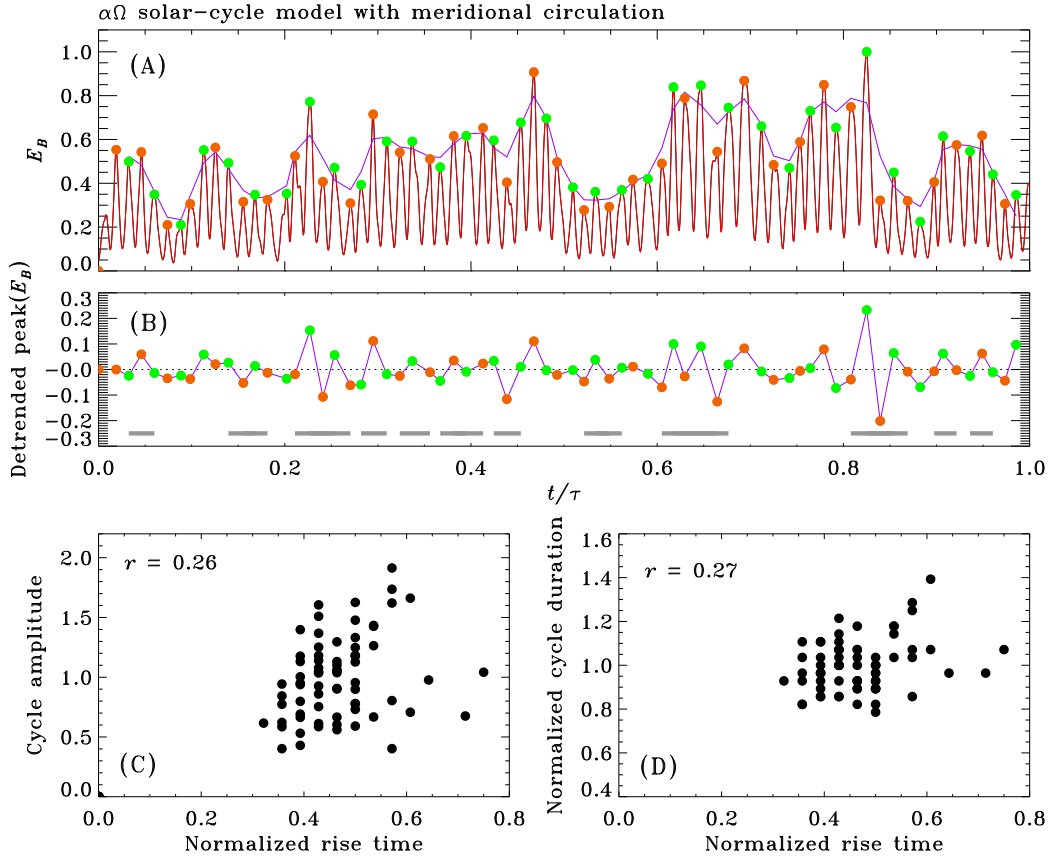 αΩ solar−cycle model with meridional circulation
(A)
E_B
1.0
0.8
0.6
0.4
0.2
0.0
(B)
Detrended peak(E_B)
0.3
0.2
0.1
−0.0
−0.1
−0.2
−0.3
0.0 0.2 0.4 0.6 0.8 1.0
t/τ
r = 0.26
(C)
Cycle amplitude
2.0
1.5
1.0
0.5
0.0
0.0 0.2 0.4 0.6 0.8
Normalized rise time
r = 0.27
(D)
Normalized cycle duration
1.6
1.4
1.2
1.0
0.8
0.6
0.4
0.0 0.2 0.4 0.6 0.8
Normalized rise time